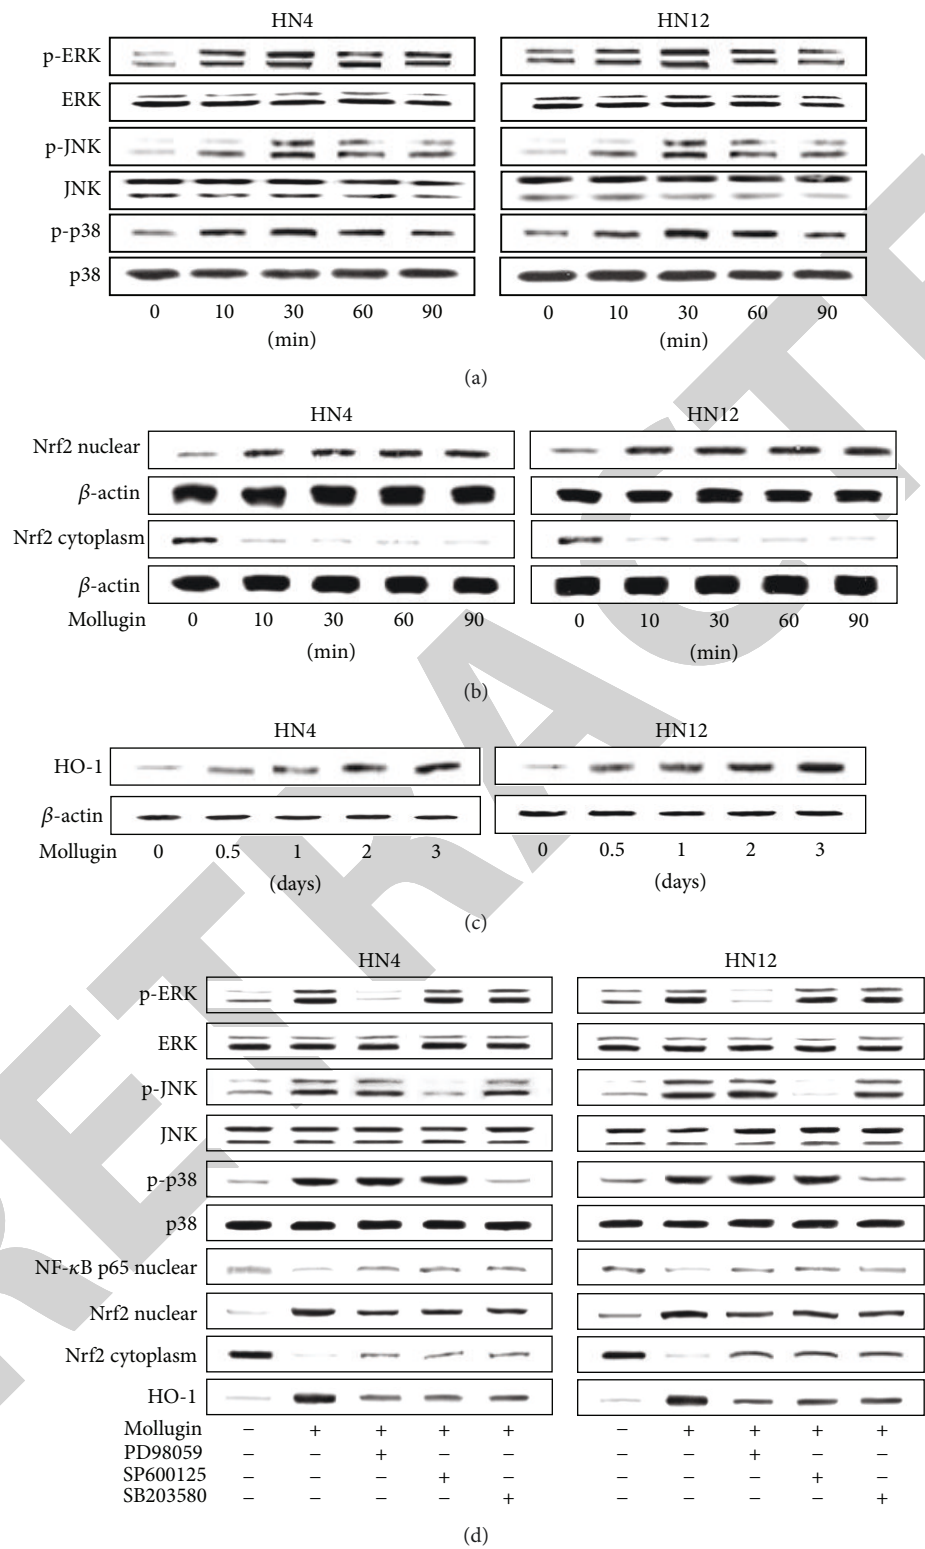 HN4 HN12
p-ERK
ERK
p-JNK
JNK
p-p38
p38
0 10 30 60 90 0 10 30 60 90
(min) (min)
(a)
HN4 HN12
Nrf2 nuclear
β-actin
Nrf2 cytoplasm
β-actin
Mollugin 0 10 30 60 90 0 10 30 60 90
(min) (min)
(b)
HN4 HN12
HO-1
β-actin
Mollugin 0 0.5 1 2 3 0 0.5 1 2 3
(days) (days)
(c)
HN4 HN12
p-ERK
ERK
p-JNK
JNK
p-p38
p38
NF-κB p65 nuclear
Nrf2 nuclear
Nrf2 cytoplasm
HO-1
Mollugin − + + + + − + + + +
PD98059 − − + − − − − + − −
SP600125 − − − + − − − − + −
SB203580 − − − − + − − − − +
(d)
RETRACTE